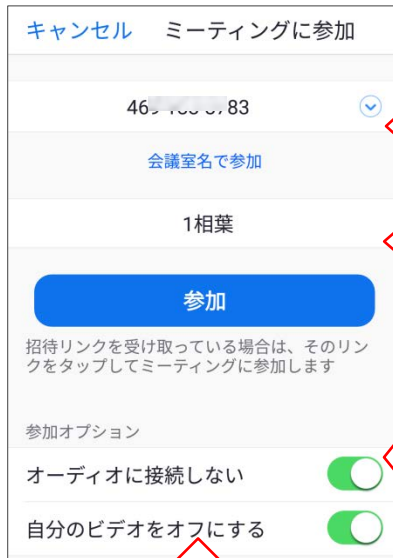 キャンセル ミーティングに参加
会議室名で参加
1相葉
参加
招待リンクを受け取っている場合は、そのリン
クをタップしてミーティングに参加します
参加オプション
オーディオに接続しない
自分のビデオをオフにする